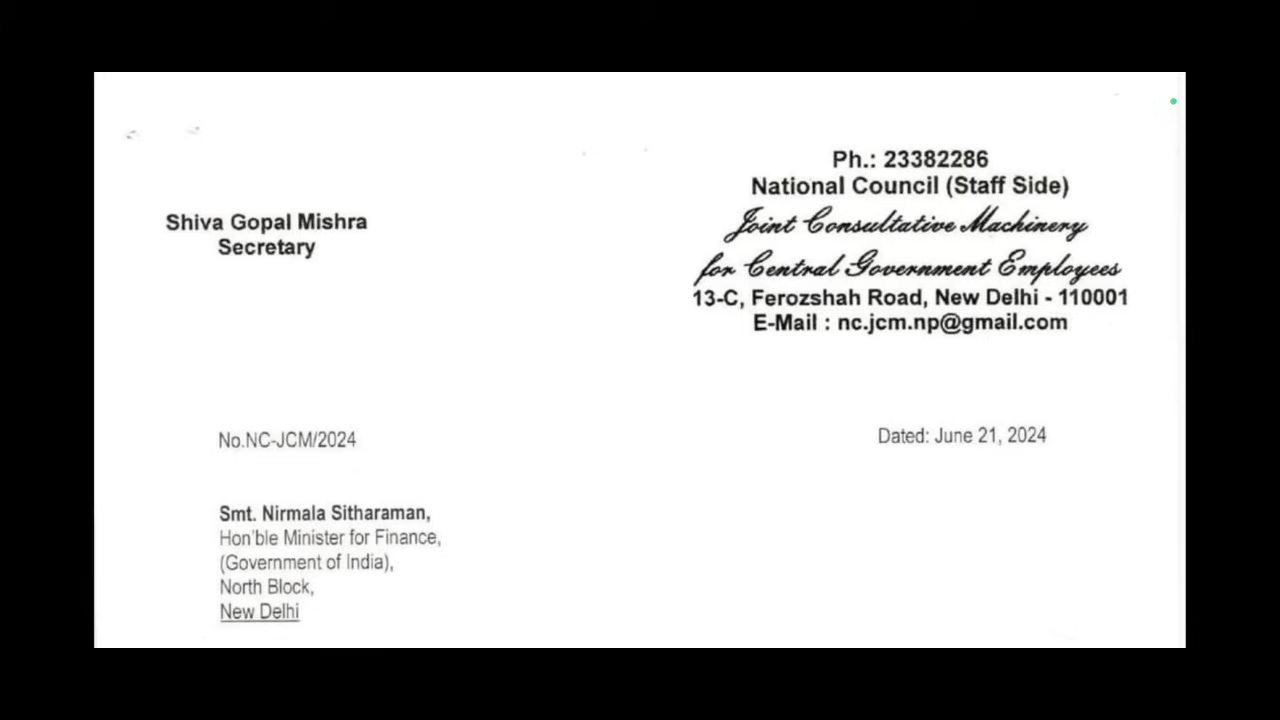 Ph.: 23382286
National Council (Staff Side)
Shiva Gopal Mishra
Joint Consultative Machinery
Secretary
for Central Government Employees
13-C, Ferozshah Road, New Delhi - 110001
E-Mail : nc.jcm.np@gmail.com
No.NC-JCM/2024
Dated: June 21, 2024
Smt. Nirmala Sitharaman,
Hon'ble Minister for Finance,
(Government of India),
North Block,
New Delhi